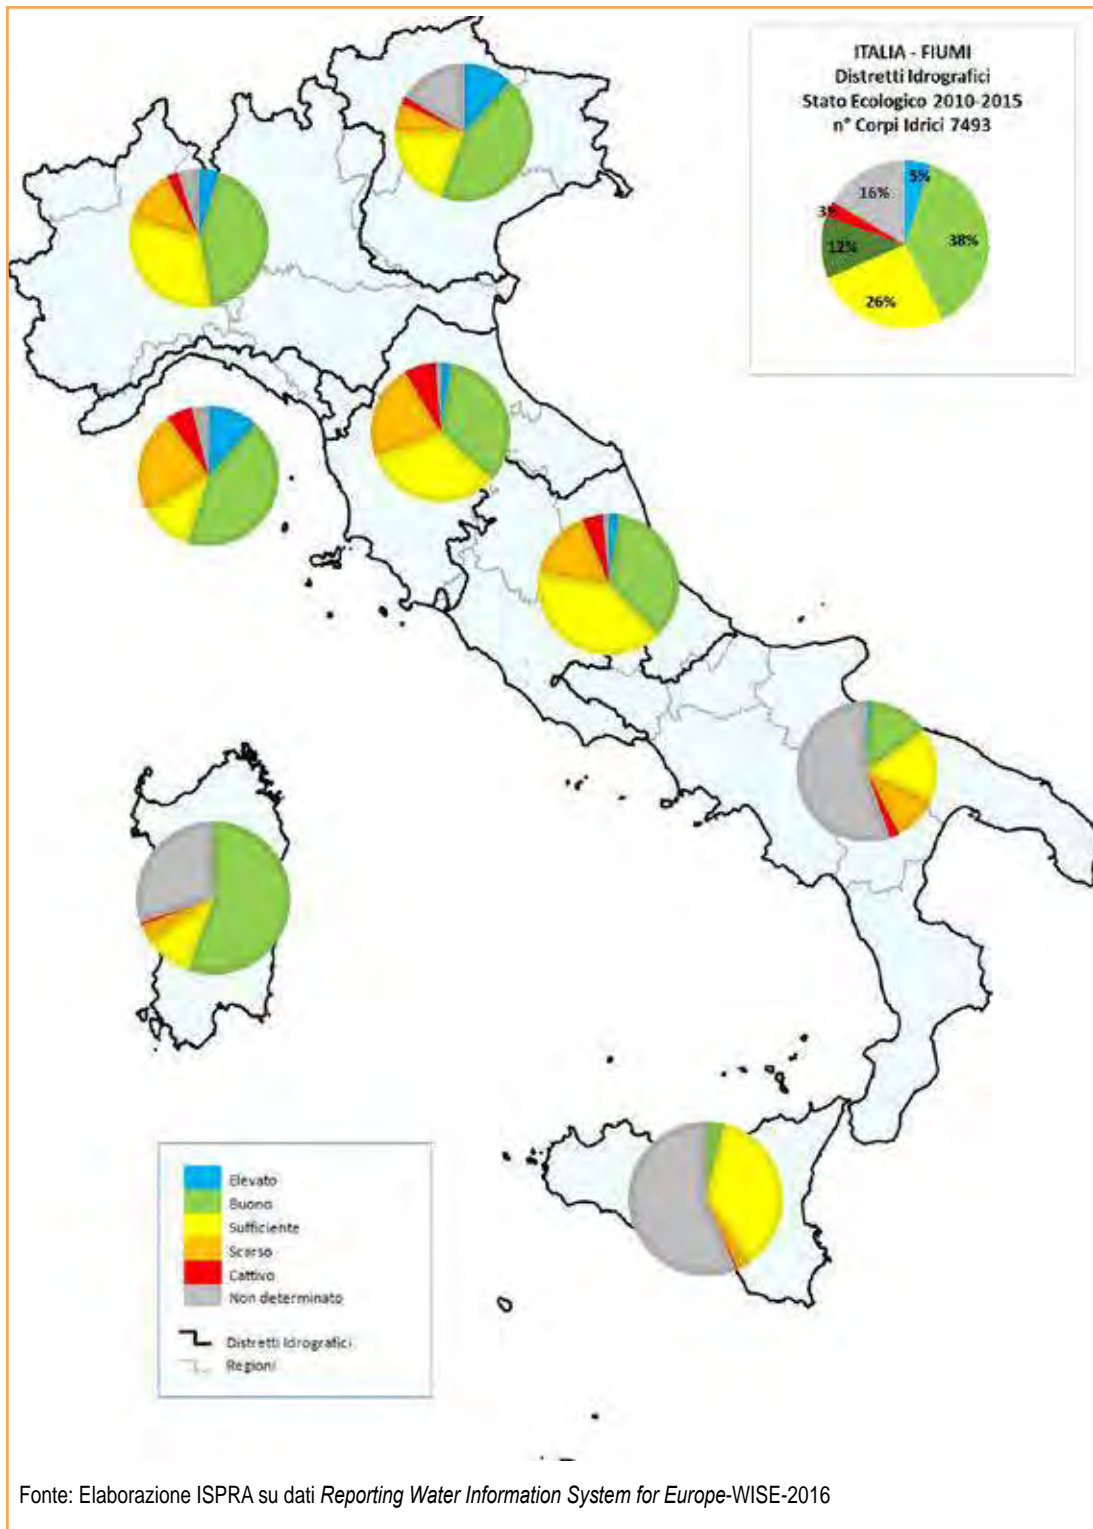 ITALIA - FIUMI
Distretti Idrografici
Stato Ecologico 2010-2015
n° Corpi Idrici 7493
5%
16%
3%
38%
12%
26%
Elevato
Buono
Sufficiente
Scarso
Cattivo
Non determinato
Distretti Idrografici
Regioni
Fonte: Elaborazione ISPRA su dati Reporting Water Information System for Europe-WISE-2016